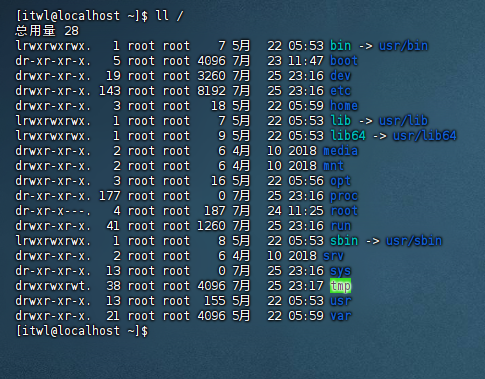 [itwl@localhost ~]$ ll /
总用量 28
lrwxrwxrwx.   1 root root    7 5月  22 05:53 bin -> usr/bin
dr-xr-xr-x.   5 root root 4096 7月  23 11:47 boot
drwxr-xr-x.  19 root root 3260 7月  25 23:16 dev
drwxr-xr-x. 143 root root 8192 7月  25 23:16 etc
drwxr-xr-x.   3 root root   18 5月  22 05:59 home
lrwxrwxrwx.   1 root root    7 5月  22 05:53 lib -> usr/lib
lrwxrwxrwx.   1 root root    9 5月  22 05:53 lib64 -> usr/lib64
drwxr-xr-x.   2 root root    6 4月  10 2018 media
drwxr-xr-x.   2 root root    6 4月  10 2018 mnt
drwxr-xr-x.   3 root root   16 5月  22 05:56 opt
dr-xr-xr-x. 177 root root    0 7月  25 23:16 proc
dr-xr-x---.   4 root root  187 7月  24 11:25 root
drwxr-xr-x.  41 root root 1260 7月  25 23:16 run
lrwxrwxrwx.   1 root root    8 5月  22 05:53 sbin -> usr/sbin
drwxr-xr-x.   2 root root    6 4月  10 2018 srv
dr-xr-xr-x.  13 root root    0 7月  25 23:16 sys
drwxrwxrwt.  38 root root 4096 7月  25 23:17 tmp
drwxr-xr-x.  13 root root  155 5月  22 05:53 usr
drwxr-xr-x.  21 root root 4096 5月  22 05:59 var
[itwl@localhost ~]$